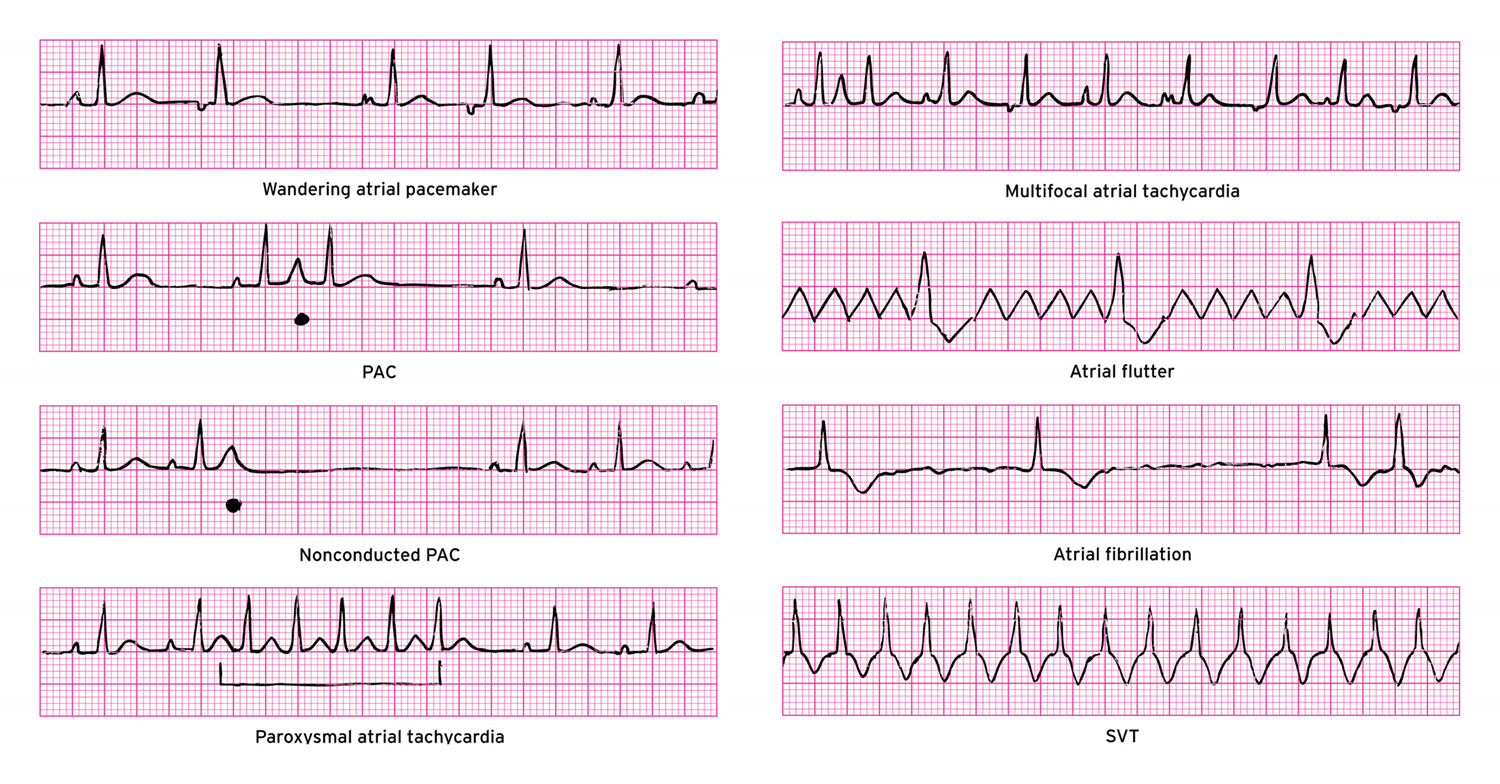 Wandering atrial pacemaker
Multifocal atrial tachycardia
PAC
Atrial flutter
Nonconducted PAC
Atrial fibrillation
Paroxysmal atrial tachycardia
SVT